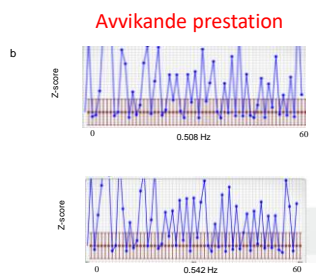 Avvikande prestation
b
Z-score
0
0.508 Hz
60
Z-score
0
0.542 Hz
60